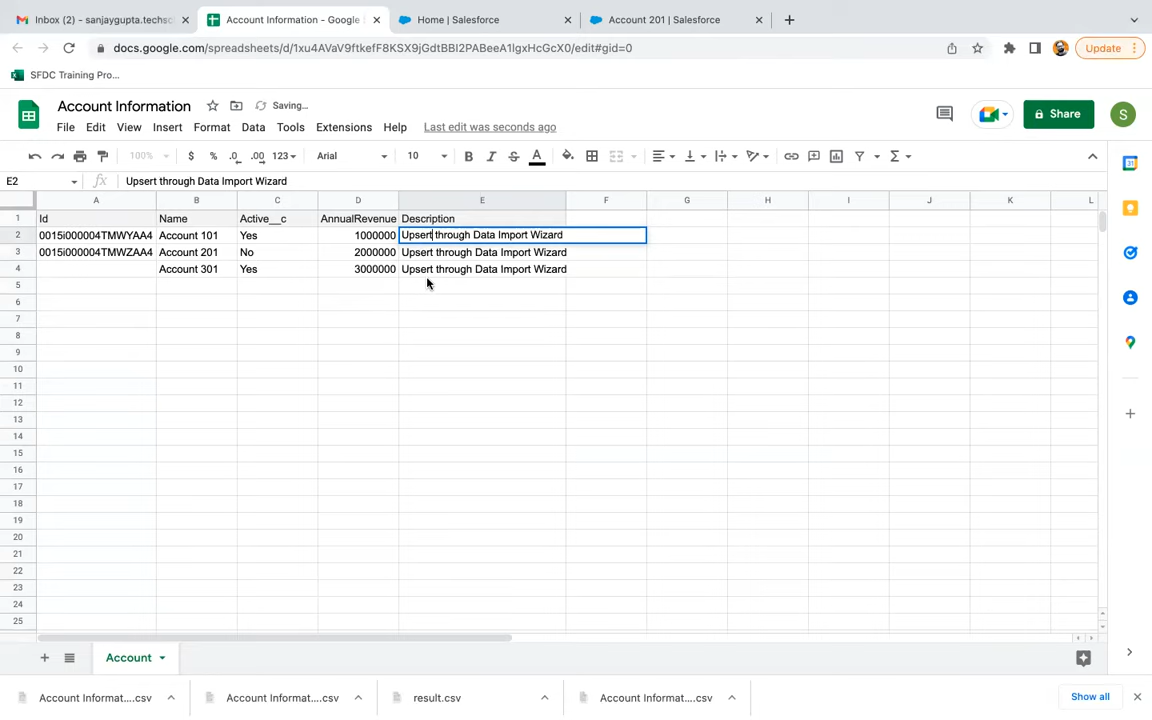 Inbox (2) - sanjaygupta.techsc
Account Information - Google
Home | Salesforce
Account 201 | Salesforce
docs.google.com/spreadsheets/d/1xu4AVaV9ftkefF8KSX9jGdtBBI2PABeeA1IgxHcGcX0/edit#gid=0
Update
SFDC Training Pro...
Account Information
Saving...
File Edit View Insert Format Data Tools Extensions Help Last edit was seconds ago
Share
S
100% $ % .0 .00 123 Arial 10 B I S A
E2 fx Upsert through Data Import Wizard
A B C D E F G H I J K L
1 Id Name Active__c AnnualRevenue Description
2 0015i000004TMWYAA4 Account 101 Yes 1000000 Upsert through Data Import Wizard
3 0015i000004TMWZAA4 Account 201 No 2000000 Upsert through Data Import Wizard
4 Account 301 Yes 3000000 Upsert through Data Import Wizard
5
6
7
8
9
10
11
12
13
14
15
16
17
18
19
20
21
22
23
24
25
Account
Account Informat....csv
Account Informat....csv
result.csv
Account Informat....csv
Show all